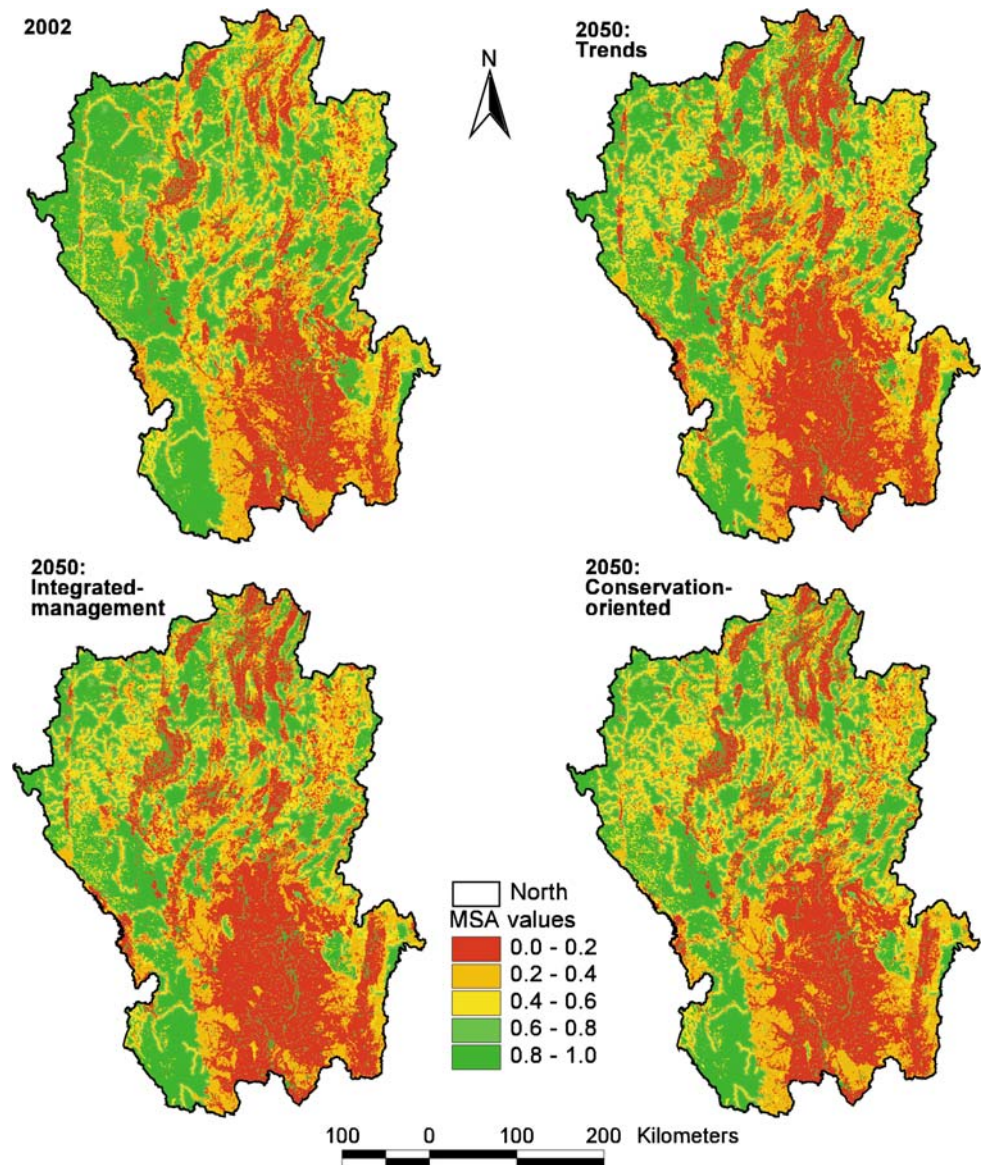 2002
2050:
Trends
N
2050:
Integrated-
management
2050:
Conservation-
oriented
North
MSA values
0.0 - 0.2
0.2 - 0.4
0.4 - 0.6
0.6 - 0.8
0.8 - 1.0
100 0 100 200 Kilometers